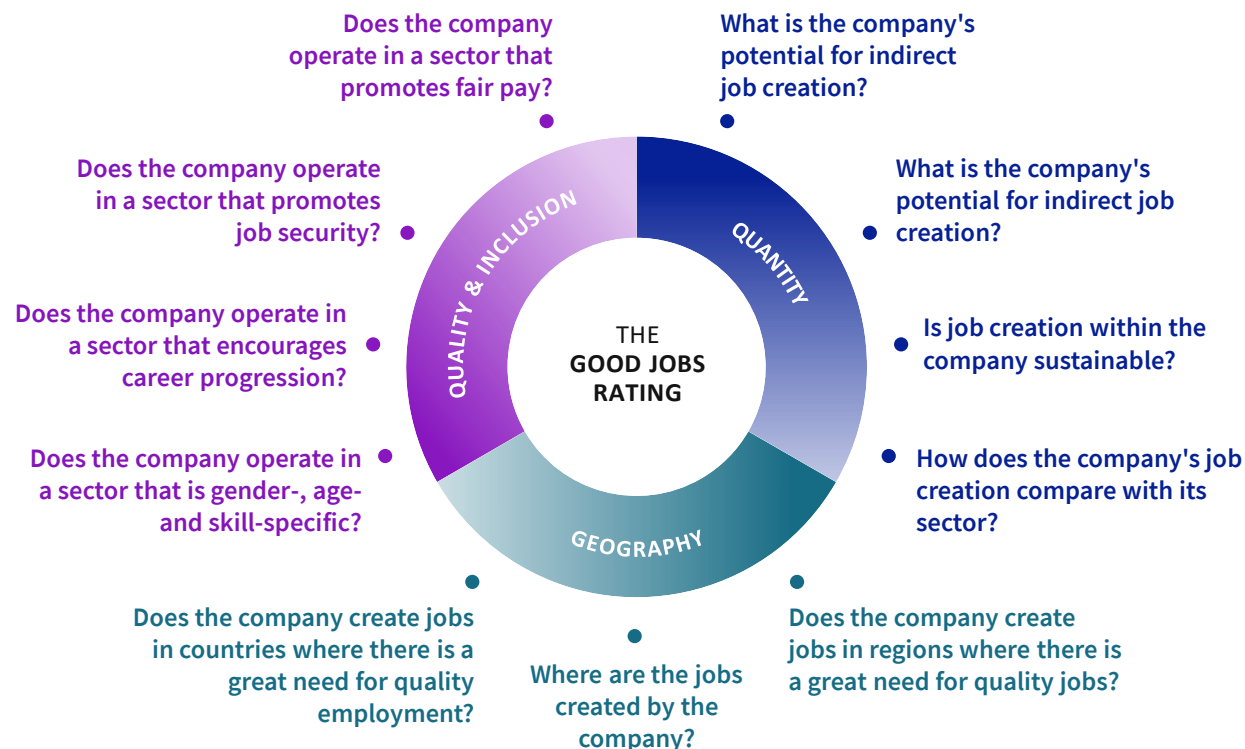 Does the company
operate in a sector that
promotes fair pay?
What is the company's
potential for indirect
job creation?
Does the company operate
in a sector that promotes
job security?
What is the company's
potential for indirect job
creation?
QUALITY & INCLUSION
QUANTITY
Does the company operate in
a sector that encourages
career progression?
THE
GOOD JOBS
RATING
Is job creation within the
company sustainable?
Does the company operate in
a sector that is gender-, age-
and skill-specific?
How does the company's job
creation compare with its
sector?
GEOGRAPHY
Does the company create jobs
in countries where there is a
great need for quality
employment?
Where are the jobs
created by the
company?
Does the company create
jobs in regions where there is
a great need for quality jobs?